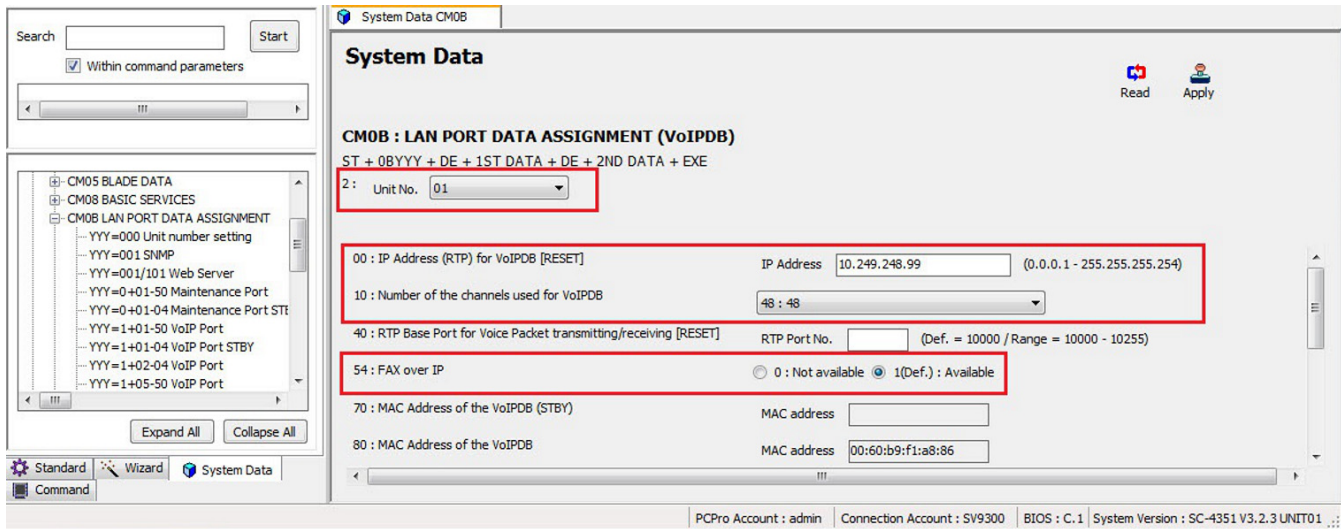 System Data CM0B
Search
Start
Within command parameters
CM05 BLADE DATA
CM08 BASIC SERVICES
CM0B LAN PORT DATA ASSIGNMENT
YYY=000 Unit number setting
YYY=001 SNMP
YYY=001/101 Web Server
YYY=0+01-50 Maintenance Port
YYY=0+01-04 Maintenance Port STE
YYY=1+01-50 VoIP Port
YYY=1+01-04 VoIP Port STBY
YYY=1+02-04 VoIP Port
YYY=1+05-50 VoIP Port
Expand All Collapse All
Standard Wizard System Data
Command
System Data
Read Apply
CM0B : LAN PORT DATA ASSIGNMENT (VoIPDB)
ST + 0BYYY + DE + 1ST DATA + DE + 2ND DATA + EXE
2 : Unit No. 01
00 : IP Address (RTP) for VoIPDB [RESET] IP Address 10.249.248.99 (0.0.0.1 - 255.255.255.254)
10 : Number of the channels used for VoIPDB 48 : 48
40 : RTP Base Port for Voice Packet transmitting/receiving [RESET] RTP Port No. (Def. = 10000 / Range = 10000 - 10255)
54 : FAX over IP 0 : Not available 1(Def.) : Available
70 : MAC Address of the VoIPDB (STBY) MAC address
80 : MAC Address of the VoIPDB MAC address 00:60:b9:f1:a8:86
PCPro Account : admin Connection Account : SV9300 BIOS : C.1 System Version : SC-4351 V3.2.3 UNIT01